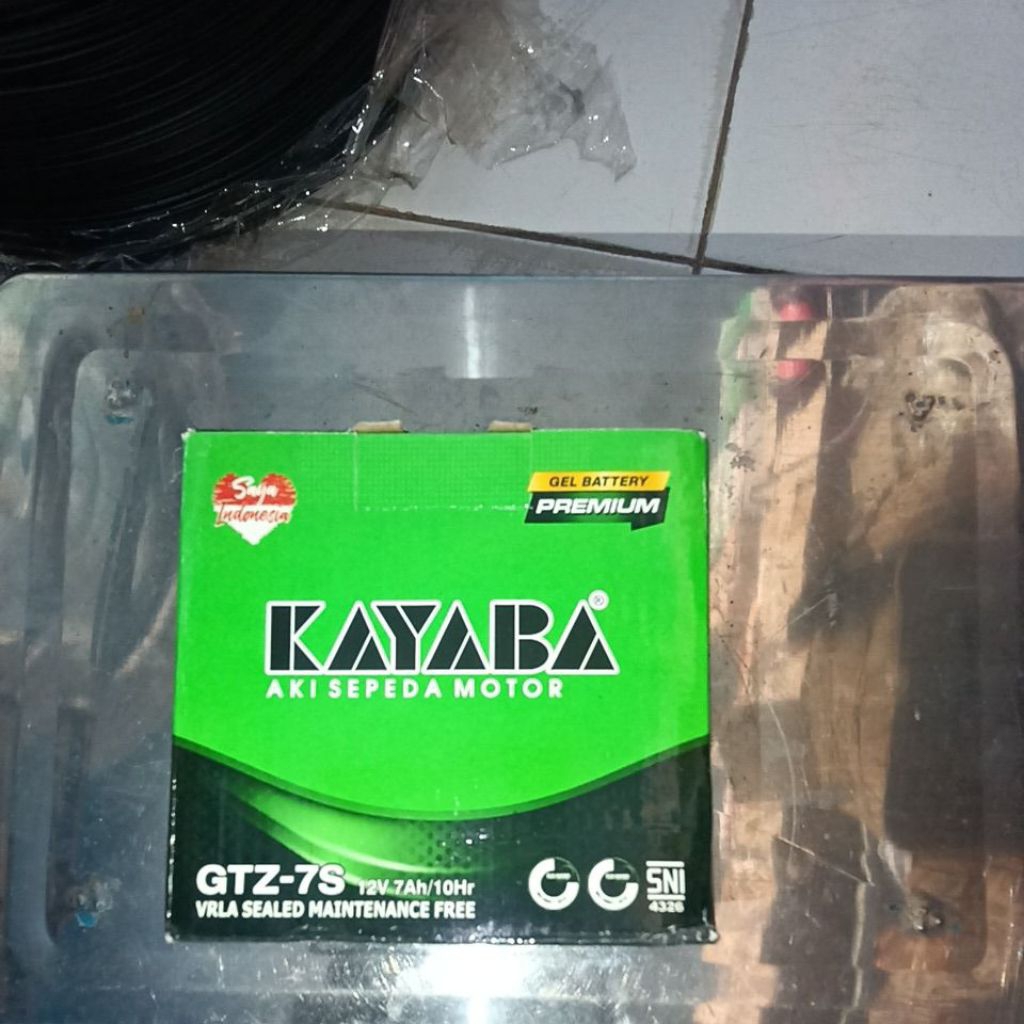 Saya
Indonesia
GEL BATTERY
PREMIUM
KAYABA®
AKI SEPEDA MOTOR
GTZ-7S 12V 7Ah/10Hr
VRLA SEALED MAINTENANCE FREE
SNI
4326